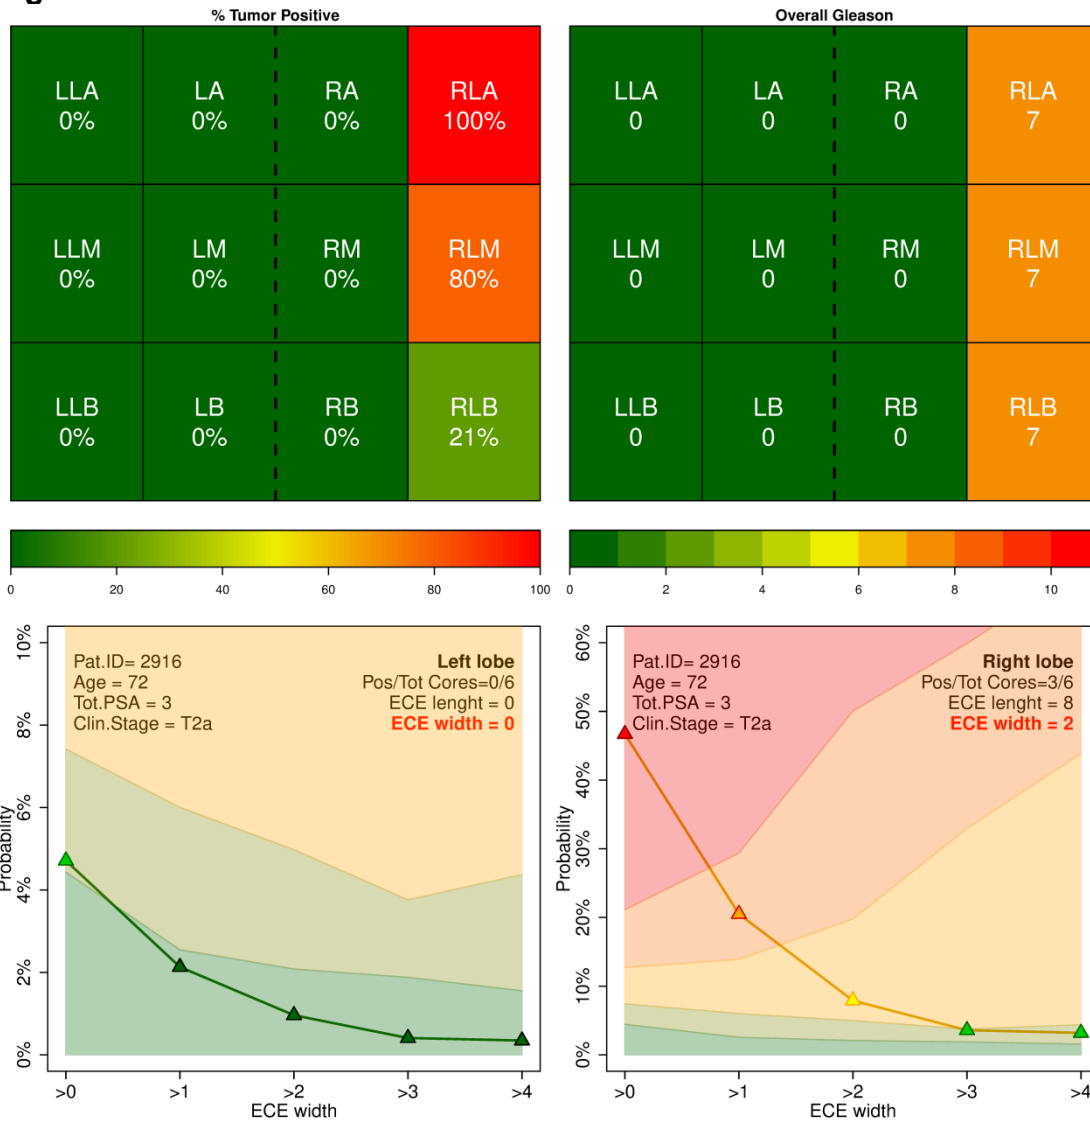 % Tumor Positive
LLA LA RA RLA
0% 0% 0% 100%
LLM LM RM RLM
0% 0% 0% 80%
LLB LB RB RLB
0% 0% 0% 21%
0 20 40 60 80 100
Overall Gleason
LLA LA RA RLA
0 0 0 7
LLM LM RM RLM
0 0 0 7
LLB LB RB RLB
0 0 0 7
0 2 4 6 8 10
Pat.ID= 2916
Age = 72
Tot.PSA = 3
Clin.Stage = T2a
Left lobe
Pos/Tot Cores=0/6
ECE lenght = 0
ECE width = 0
Probability
10%
8%
6%
4%
2%
0%
>0 >1 >2 >3 >4
ECE width
Pat.ID= 2916
Age = 72
Tot.PSA = 3
Clin.Stage = T2a
Right lobe
Pos/Tot Cores=3/6
ECE lenght = 8
ECE width = 2
Probability
60%
50%
40%
30%
20%
10%
0%
>0 >1 >2 >3 >4
ECE width